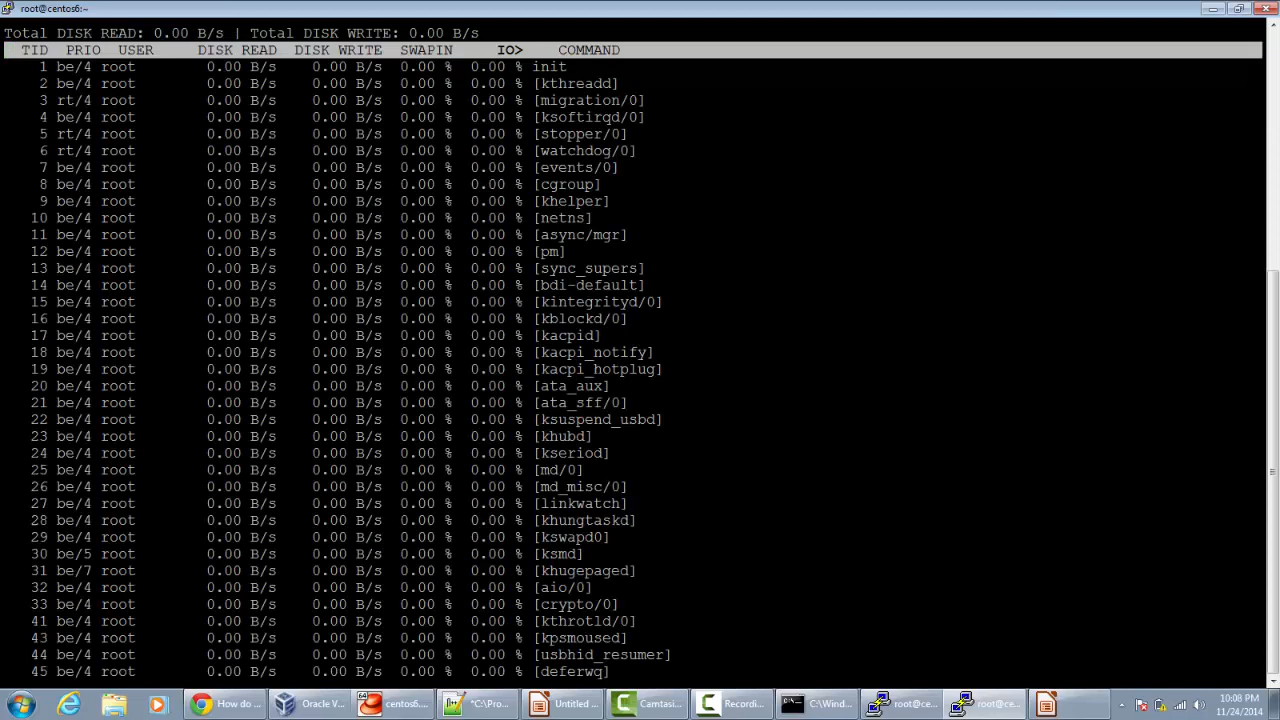 root@centos6:~
Total DISK READ: 0.00 B/s | Total DISK WRITE: 0.00 B/s
TID PRIO USER DISK READ DISK WRITE SWAPIN IO> COMMAND
1 be/4 root 0.00 B/s 0.00 B/s 0.00 % 0.00 % init
2 be/4 root 0.00 B/s 0.00 B/s 0.00 % 0.00 % [kthreadd]
3 rt/4 root 0.00 B/s 0.00 B/s 0.00 % 0.00 % [migration/0]
4 be/4 root 0.00 B/s 0.00 B/s 0.00 % 0.00 % [ksoftirqd/0]
5 rt/4 root 0.00 B/s 0.00 B/s 0.00 % 0.00 % [stopper/0]
6 rt/4 root 0.00 B/s 0.00 B/s 0.00 % 0.00 % [watchdog/0]
7 be/4 root 0.00 B/s 0.00 B/s 0.00 % 0.00 % [events/0]
8 be/4 root 0.00 B/s 0.00 B/s 0.00 % 0.00 % [cgroup]
9 be/4 root 0.00 B/s 0.00 B/s 0.00 % 0.00 % [khelper]
10 be/4 root 0.00 B/s 0.00 B/s 0.00 % 0.00 % [netns]
11 be/4 root 0.00 B/s 0.00 B/s 0.00 % 0.00 % [async/mgr]
12 be/4 root 0.00 B/s 0.00 B/s 0.00 % 0.00 % [pm]
13 be/4 root 0.00 B/s 0.00 B/s 0.00 % 0.00 % [sync_supers]
14 be/4 root 0.00 B/s 0.00 B/s 0.00 % 0.00 % [bdi-default]
15 be/4 root 0.00 B/s 0.00 B/s 0.00 % 0.00 % [kintegrityd/0]
16 be/4 root 0.00 B/s 0.00 B/s 0.00 % 0.00 % [kblockd/0]
17 be/4 root 0.00 B/s 0.00 B/s 0.00 % 0.00 % [kacpid]
18 be/4 root 0.00 B/s 0.00 B/s 0.00 % 0.00 % [kacpi_notify]
19 be/4 root 0.00 B/s 0.00 B/s 0.00 % 0.00 % [kacpi_hotplug]
20 be/4 root 0.00 B/s 0.00 B/s 0.00 % 0.00 % [ata_aux]
21 be/4 root 0.00 B/s 0.00 B/s 0.00 % 0.00 % [ata_sff/0]
22 be/4 root 0.00 B/s 0.00 B/s 0.00 % 0.00 % [ksuspend_usbd]
23 be/4 root 0.00 B/s 0.00 B/s 0.00 % 0.00 % [khubd]
24 be/4 root 0.00 B/s 0.00 B/s 0.00 % 0.00 % [kseriod]
25 be/4 root 0.00 B/s 0.00 B/s 0.00 % 0.00 % [md/0]
26 be/4 root 0.00 B/s 0.00 B/s 0.00 % 0.00 % [md_misc/0]
27 be/4 root 0.00 B/s 0.00 B/s 0.00 % 0.00 % [linkwatch]
28 be/4 root 0.00 B/s 0.00 B/s 0.00 % 0.00 % [khungtaskd]
29 be/4 root 0.00 B/s 0.00 B/s 0.00 % 0.00 % [kswapd0]
30 be/5 root 0.00 B/s 0.00 B/s 0.00 % 0.00 % [ksmd]
31 be/7 root 0.00 B/s 0.00 B/s 0.00 % 0.00 % [khugepaged]
32 be/4 root 0.00 B/s 0.00 B/s 0.00 % 0.00 % [aio/0]
33 be/4 root 0.00 B/s 0.00 B/s 0.00 % 0.00 % [crypto/0]
41 be/4 root 0.00 B/s 0.00 B/s 0.00 % 0.00 % [kthrotld/0]
43 be/4 root 0.00 B/s 0.00 B/s 0.00 % 0.00 % [kpsmoused]
44 be/4 root 0.00 B/s 0.00 B/s 0.00 % 0.00 % [usbhid_resumer]
45 be/4 root 0.00 B/s 0.00 B/s 0.00 % 0.00 % [deferwq]
How do ... Oracle V... 64 centos6.... *C:\Pro... Untitled ... Camtasi... Recordi... C:\Wind... root@ce... root@ce...
10:08 PM
11/24/2014